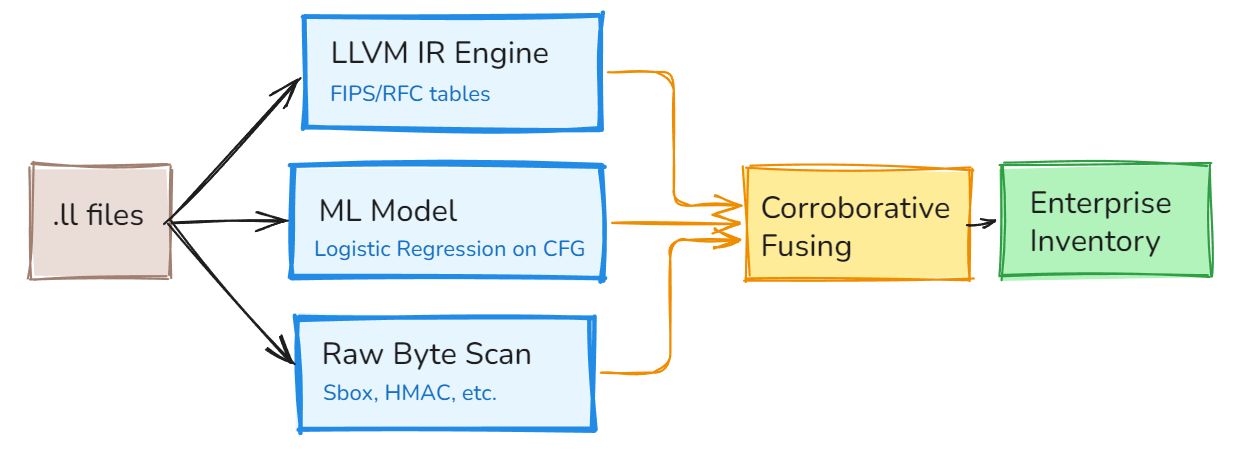 .ll files
LLVM IR Engine
FIPS/RFC tables
ML Model
Logistic Regression on CFG
Raw Byte Scan
Sbox, HMAC, etc.
Corroborative
Fusing
Enterprise
Inventory